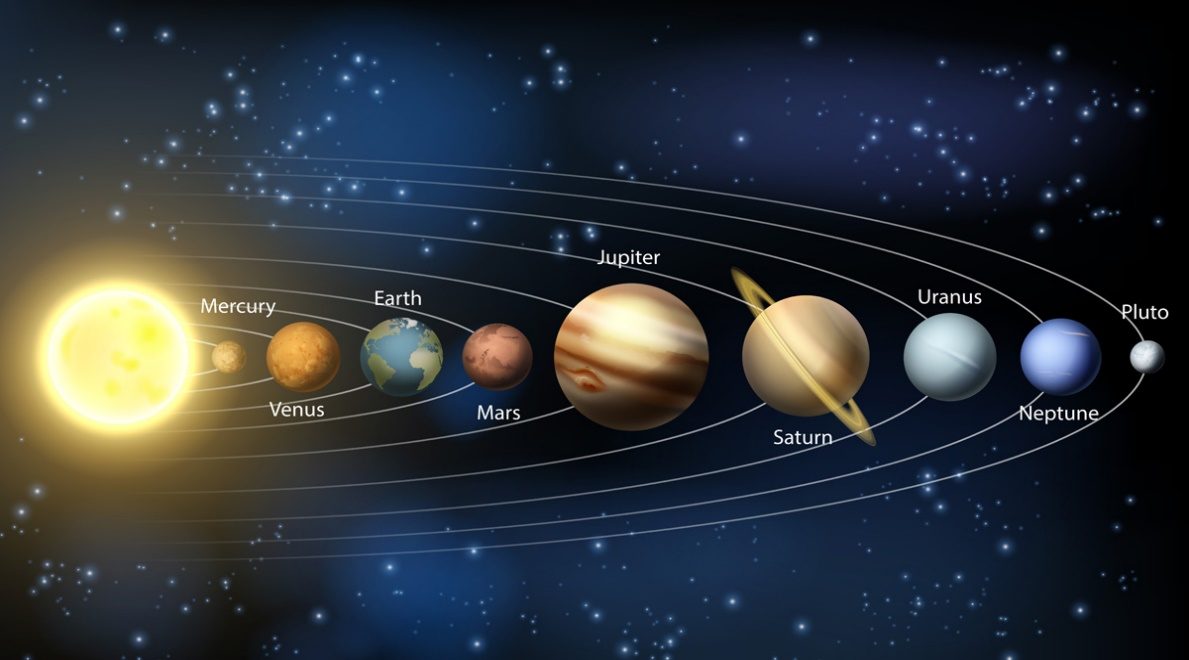 Mercury
Venus
Earth
Mars
Jupiter
Saturn
Uranus
Neptune
Pluto